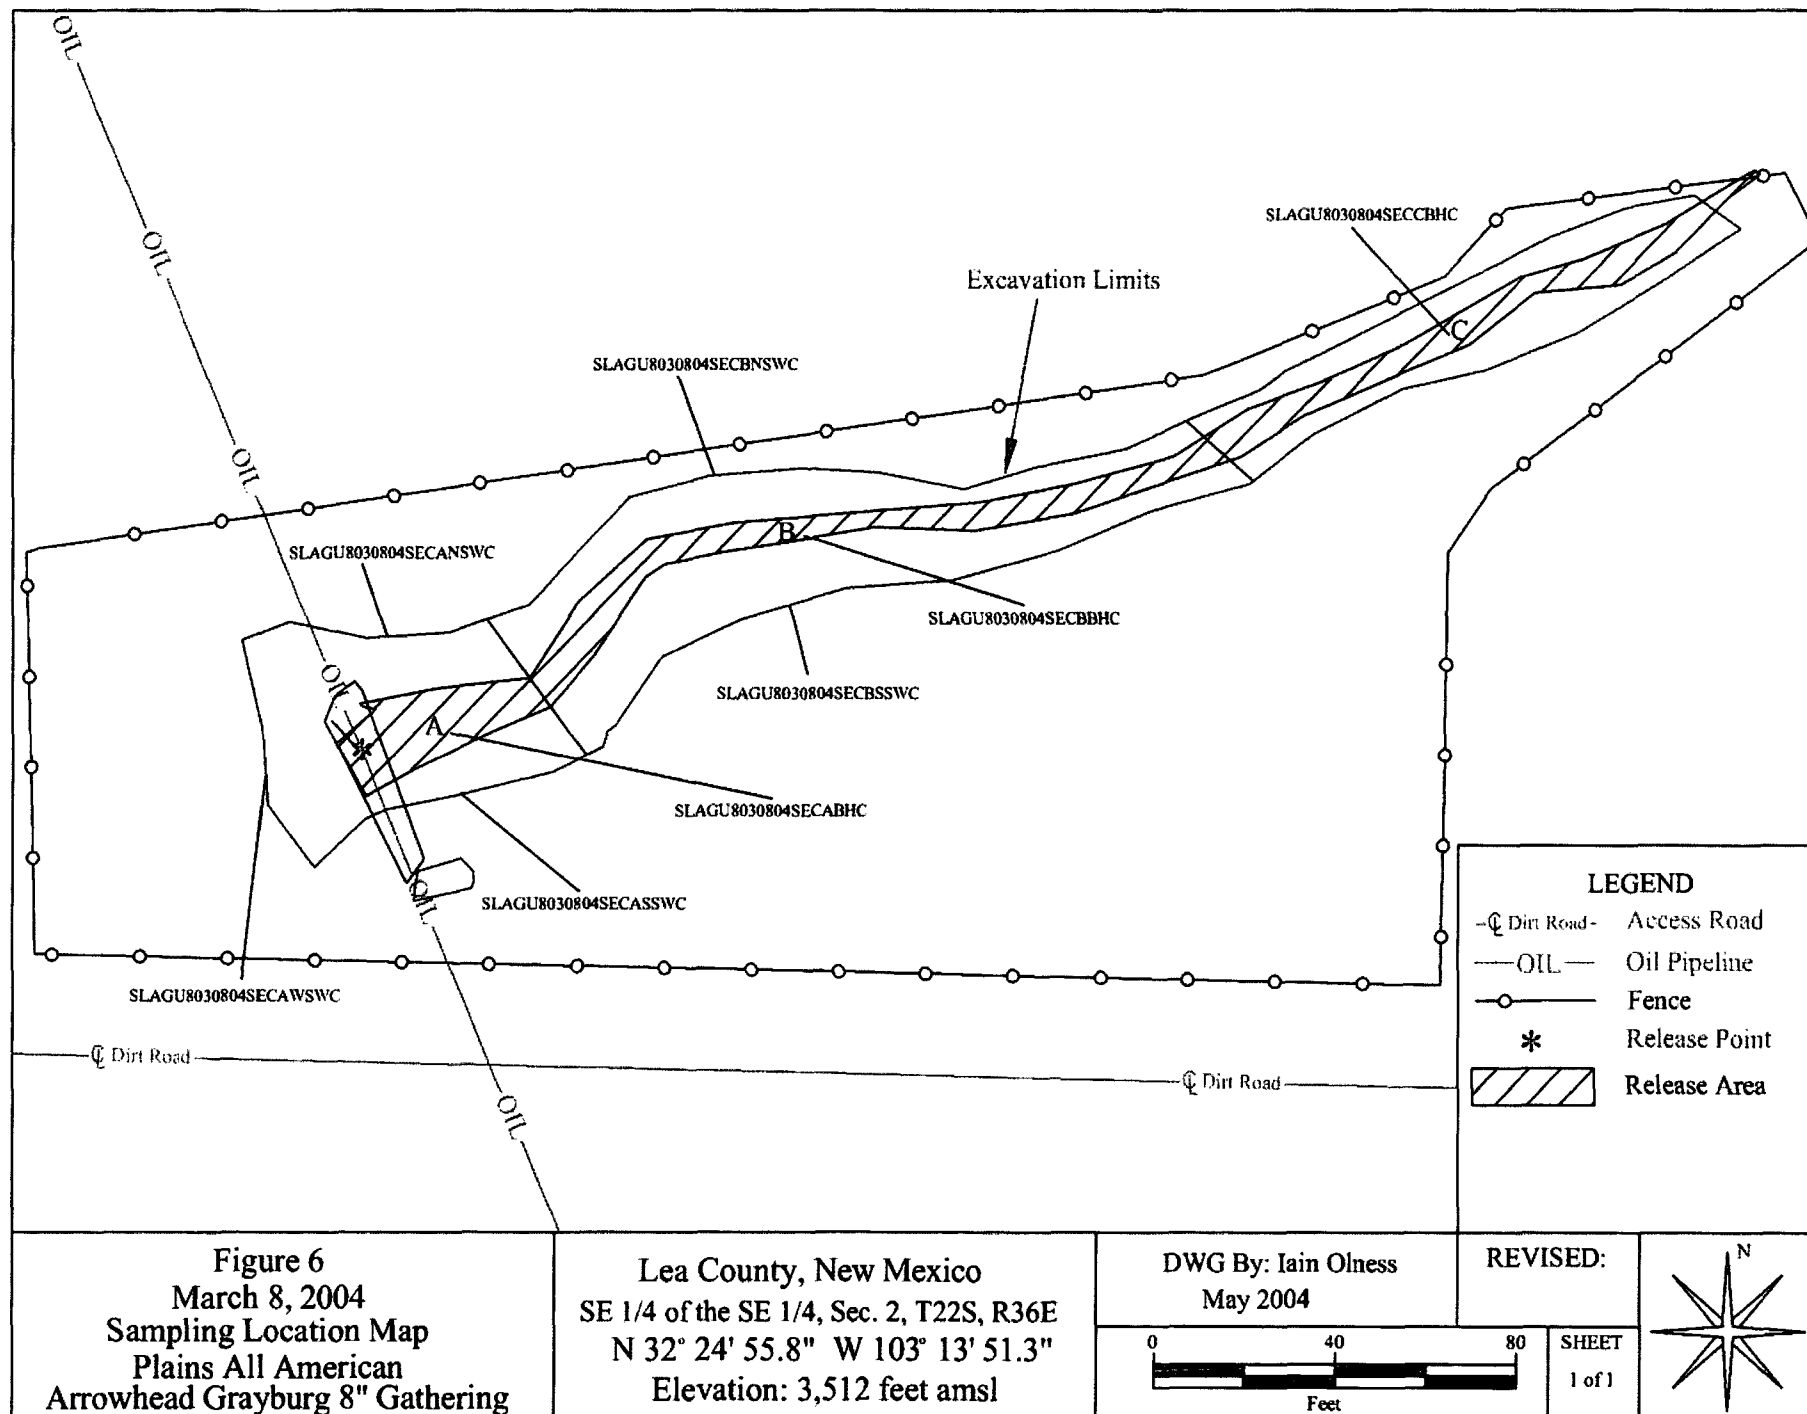 OIL
OIL
OIL
OIL
OIL
OIL
SLAGU8030804SECCBHC
Excavation Limits
SLAGU8030804SECBNSWC
C
B
SLAGU8030804SECANSWC
SLAGU8030804SECBBHC
SLAGU8030804SECBSSWC
A
SLAGU8030804SECABHC
SLAGU8030804SECASSWC
SLAGU8030804SECAWSWC
℄ Dirt Road
℄ Dirt Road
LEGEND
-℄ Dirt Road- Access Road
OIL Oil Pipeline
Fence
* Release Point
Release Area
Figure 6
March 8, 2004
Sampling Location Map
Plains All American
Arrowhead Grayburg 8" Gathering
Lea County, New Mexico
SE 1/4 of the SE 1/4, Sec. 2, T22S, R36E
N 32° 24' 55.8" W 103° 13' 51.3"
Elevation: 3,512 feet amsl
DWG By: Iain Olness
May 2004
REVISED:
0 40 80
Feet
SHEET
1 of 1
N